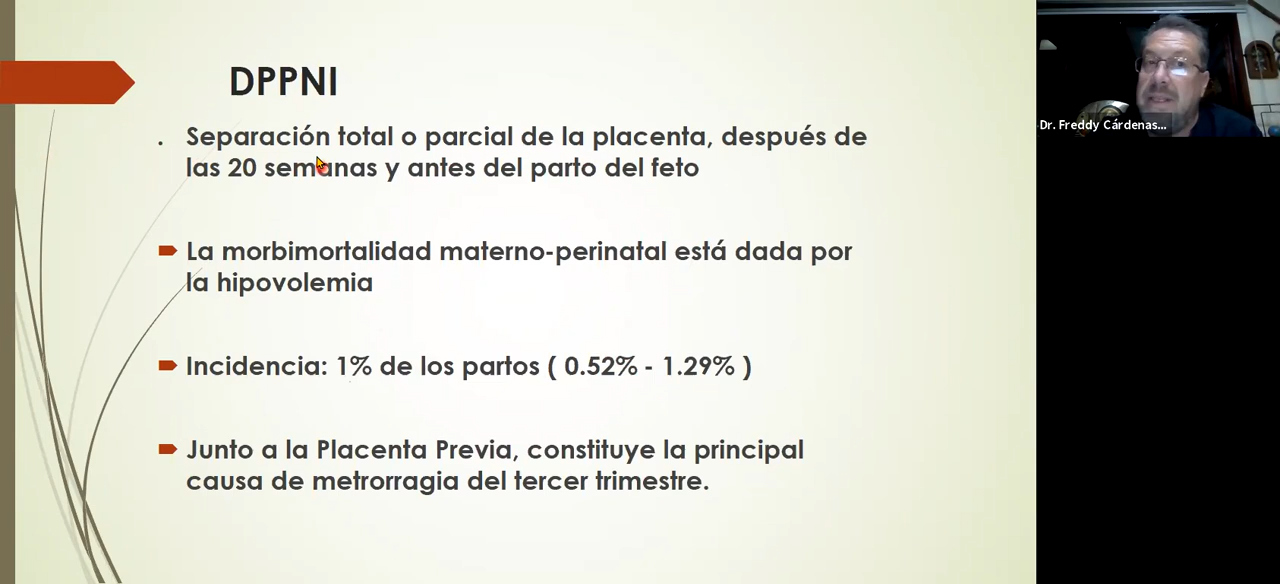 DPPNI
. Separación total o parcial de la placenta, después de
las 20 semanas y antes del parto del feto
La morbimortalidad materno-perinatal está dada por
la hipovolemia
Incidencia: 1% de los partos ( 0.52% - 1.29% )
Junto a la Placenta Previa, constituye la principal
causa de metrorragia del tercer trimestre.
Dr. Freddy Cárdenas...